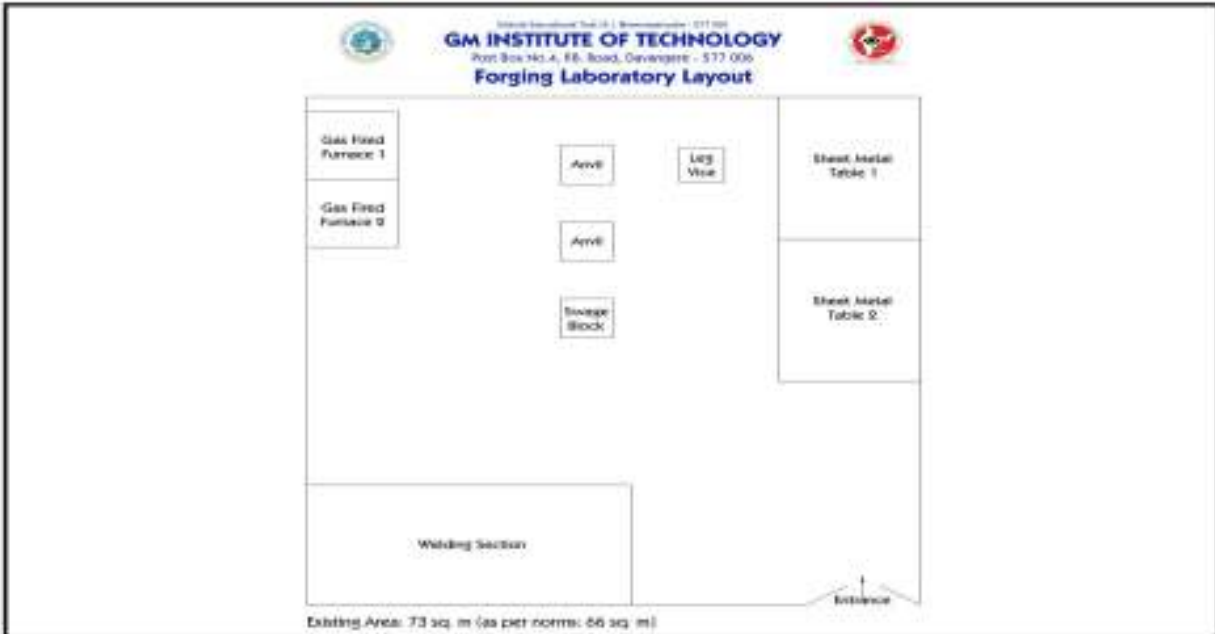 GM INSTITUTE OF TECHNOLOGY
Post Box No.4, P.B. Road, Davangere - 577 006
Forging Laboratory Layout
Gas Fired
Furnace 1
Anvil
Leg
Vice
Sheet Metal
Table 1
Gas Fired
Furnace 2
Anvil
Swage
Block
Sheet Metal
Table 2
Welding Section
Entrance
Existing Area: 73 sq. m (as per norms: 66 sq. m)